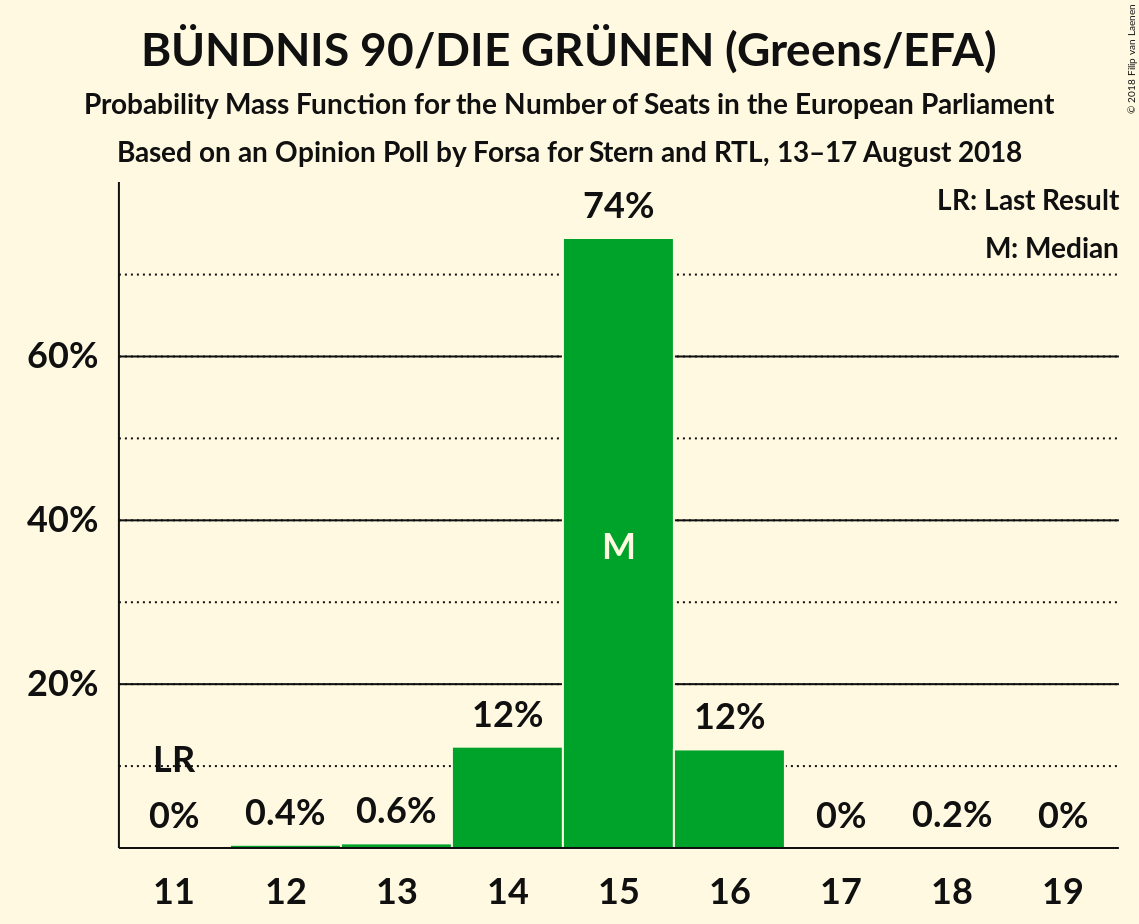 BÜNDNIS 90/DIE GRÜNEN (Greens/EFA)
Probability Mass Function for the Number of Seats in the European Parliament
Based on an Opinion Poll by Forsa for Stern and RTL, 13–17 August 2018
© 2018 Filip van Laenen
LR: Last Result
M: Median
74%
60%
40%
20%
M
LR
0%
0.4%
0.6%
12%
12%
0%
0.2%
0%
11 12 13 14 15 16 17 18 19